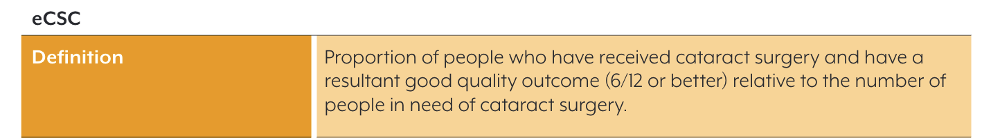 eCSC
Definition
Proportion of people who have received cataract surgery and have a
resultant good quality outcome (6/12 or better) relative to the number of
people in need of cataract surgery.